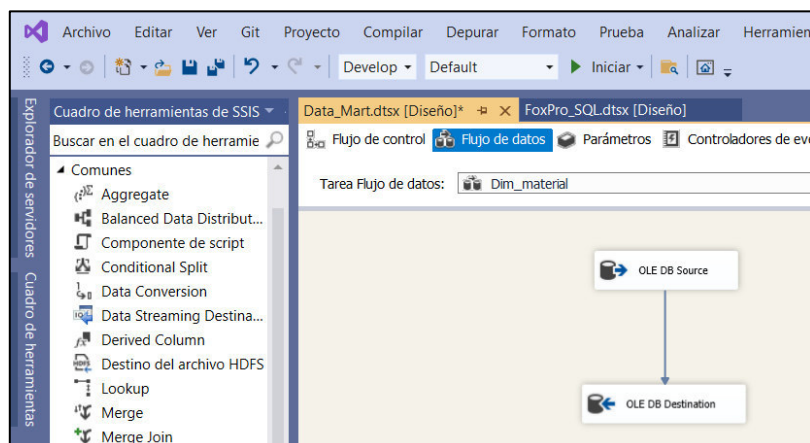 Archivo Editar Ver Git Proyecto Compilar Depurar Formato Prueba Analizar Herramien
Develop Default Iniciar
Explorador de servidores
Cuadro de herramientas
Cuadro de herramientas de SSIS
Buscar en el cuadro de herramie
Comunes
Aggregate
Balanced Data Distribut...
Componente de script
Conditional Split
Data Conversion
Data Streaming Destina...
Derived Column
Destino del archivo HDFS
Lookup
Merge
Merge Join
Data_Mart.dtsx [Diseño]* FoxPro_SQL.dtsx [Diseño]
Flujo de control Flujo de datos Parámetros Controladores de eve
Tarea Flujo de datos: Dim_material
OLE DB Source
OLE DB Destination